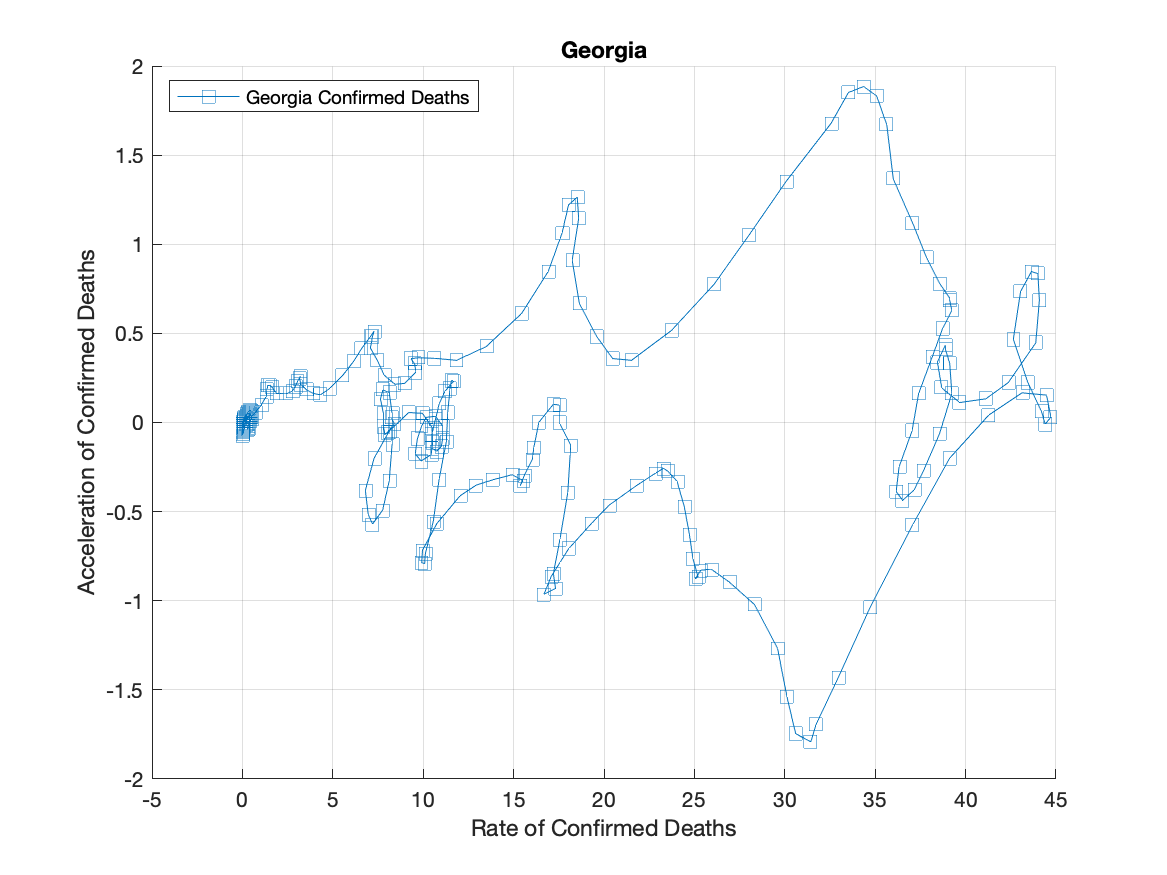 Georgia
Georgia Confirmed Deaths
2
1.5
1
0.5
0
-0.5
-1
-1.5
-2
Acceleration of Confirmed Deaths
-5 0 5 10 15 20 25 30 35 40 45
Rate of Confirmed Deaths